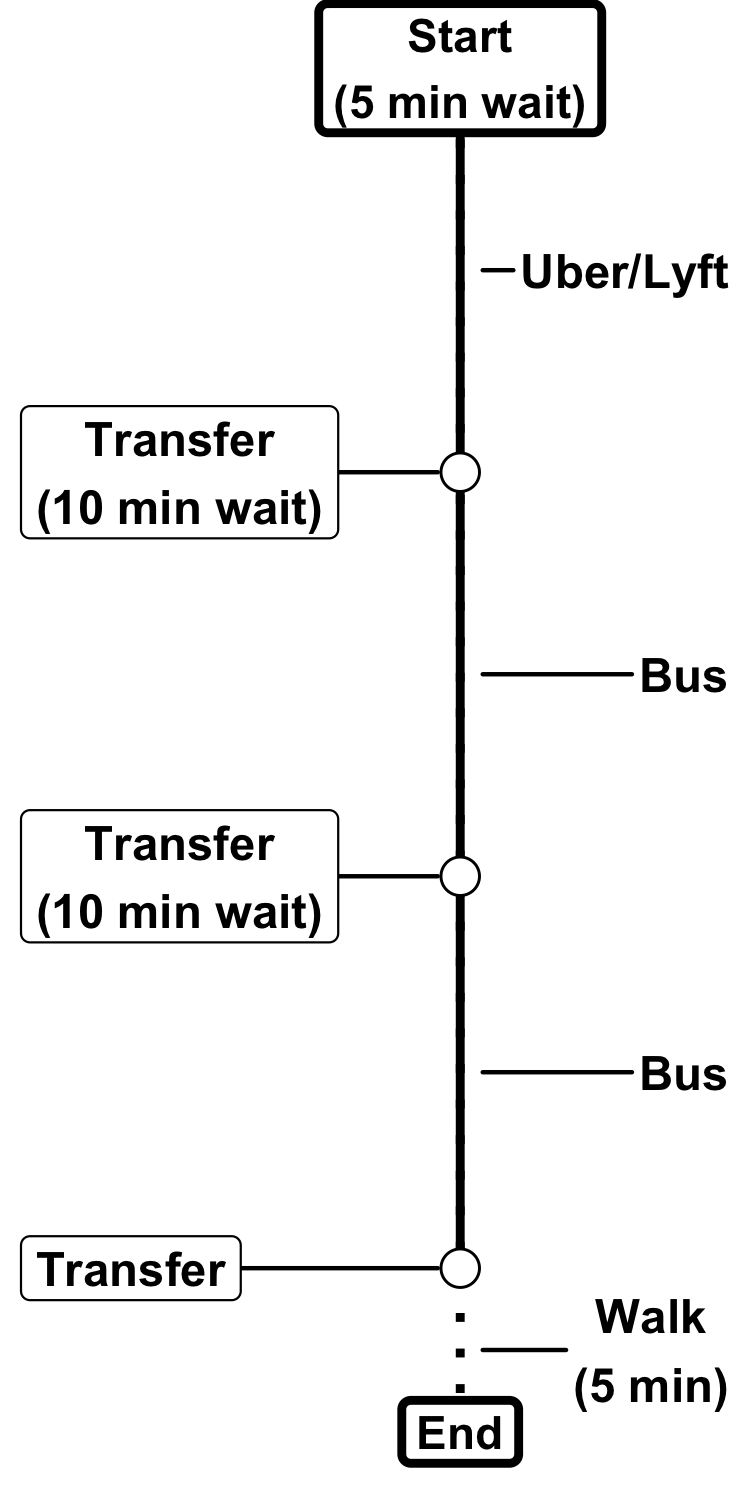 Start
(5 min wait)
Uber/Lyft
Transfer
(10 min wait)
Bus
Transfer
(10 min wait)
Bus
Transfer
Walk
(5 min)
End